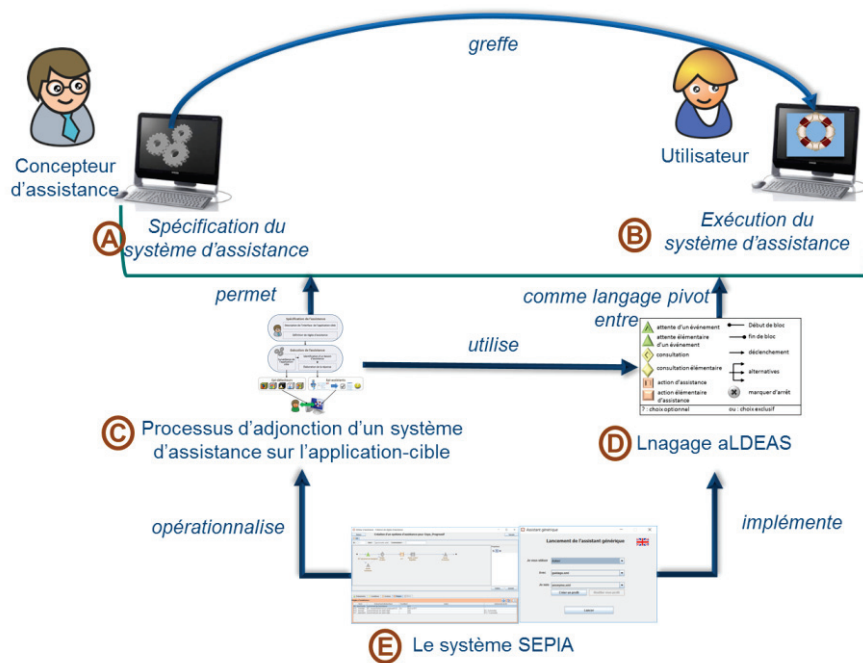 greffe
Concepteur
d'assistance
Utilisateur
A
Spécification du
système d'assistance
B
Exécution du
système d'assistance
permet
comme langage pivot
entre
utilise
attente d'un événement
attente élémentaire
d'un événement
consultation
consultation élémentaire
action d'assistance
action élémentaire
d'assistance
? : choix optionnel
Début de bloc
fin de bloc
déclenchement
alternatives
marquer d'arrêt
ou : choix exclusif
C
Processus d'adjonction d'un système
d'assistance sur l'application-cible
D
Lnagage aLDEAS
opérationnalise
implémente
Assistant générique
Lancement de l'assistant générique
E
Le système SEPIA